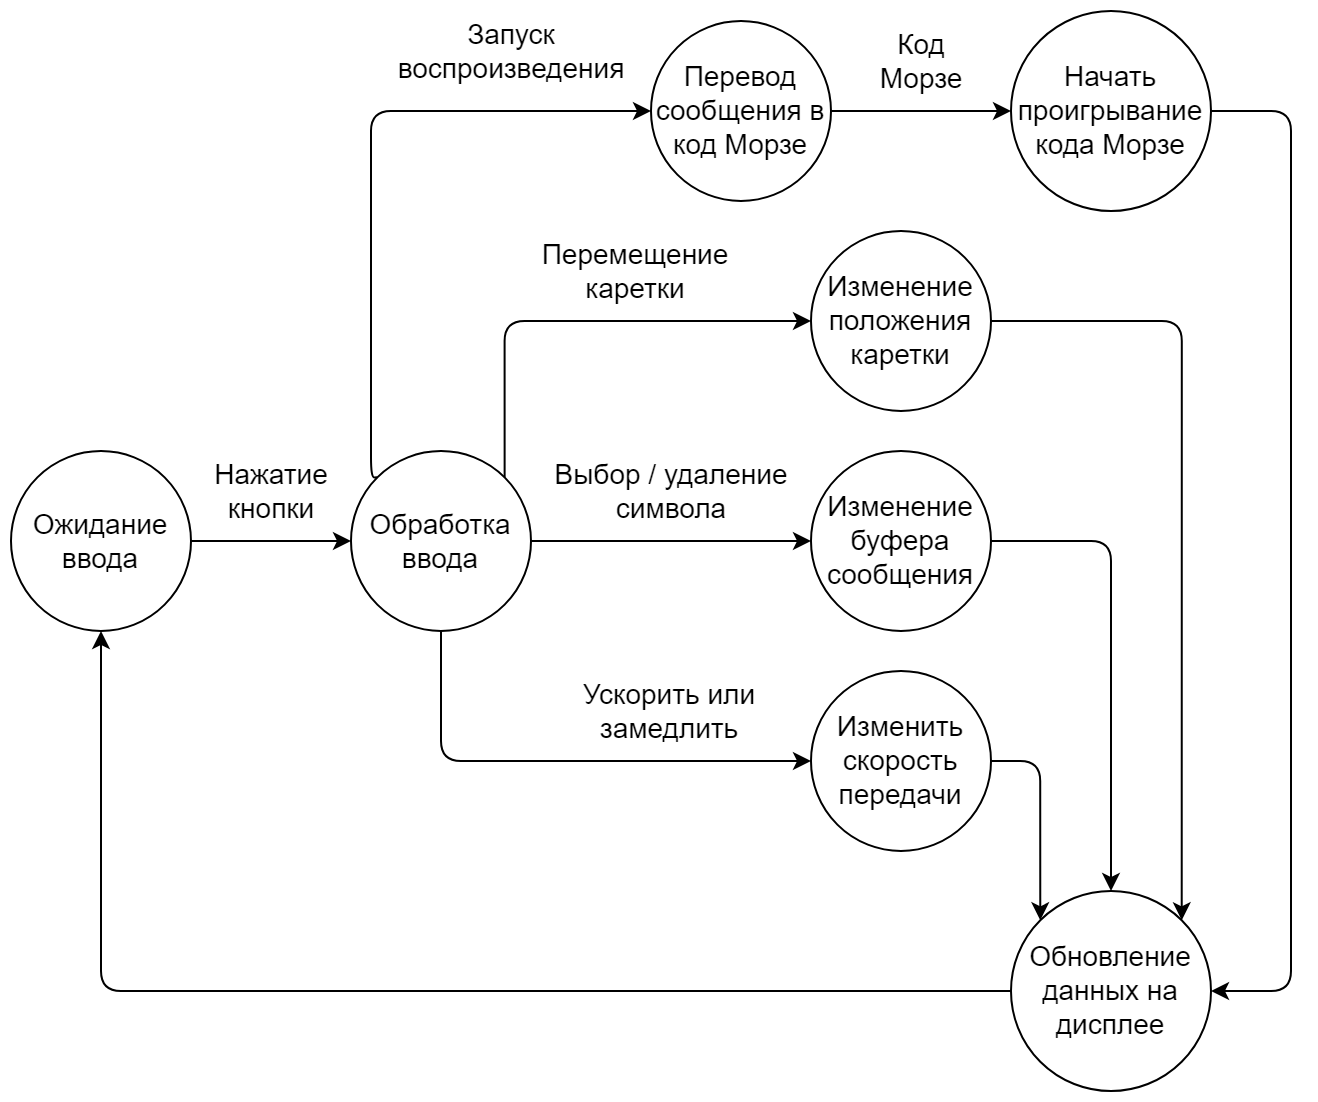 Запуск
воспроизведения
Перевод
сообщения в
код Морзе
Код
Морзе
Начать
проигрывание
кода Морзе
Перемещение
каретки
Изменение
положения
каретки
Ожидание
ввода
Нажатие
кнопки
Обработка
ввода
Выбор / удаление
символа
Изменение
буфера
сообщения
Ускорить или
замедлить
Изменить
скорость
передачи
Обновление
данных на
дисплее